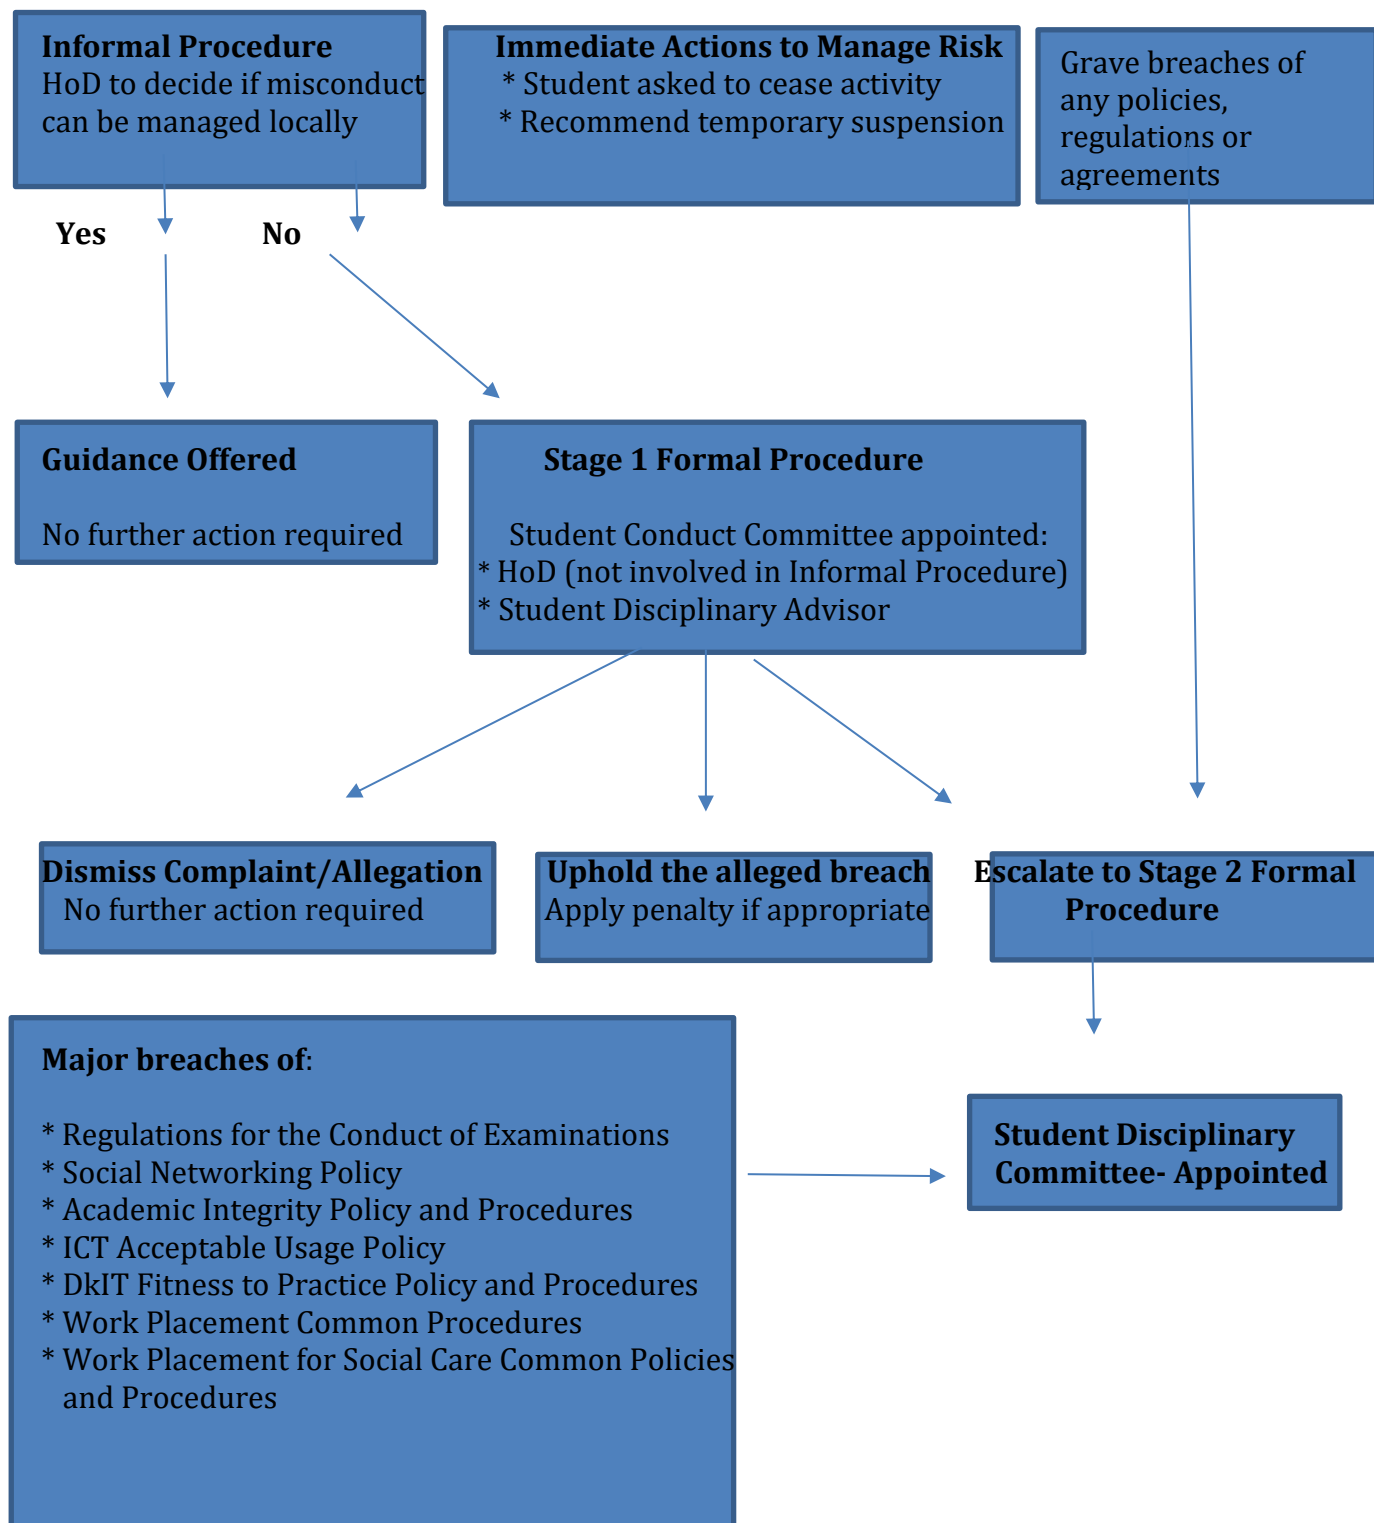 Informal Procedure
HoD to decide if misconduct
can be managed locally
Immediate Actions to Manage Risk
* Student asked to cease activity
* Recommend temporary suspension
Grave breaches of
any policies,
regulations or
agreements
Yes
No
Guidance Offered
No further action required
Stage 1 Formal Procedure
Student Conduct Committee appointed:
* HoD (not involved in Informal Procedure)
* Student Disciplinary Advisor
Dismiss Complaint/Allegation
No further action required
Uphold the alleged breach
Apply penalty if appropriate
Escalate to Stage 2 Formal
Procedure
Major breaches of:
* Regulations for the Conduct of Examinations
* Social Networking Policy
* Academic Integrity Policy and Procedures
* ICT Acceptable Usage Policy
* DkIT Fitness to Practice Policy and Procedures
* Work Placement Common Procedures
* Work Placement for Social Care Common Policies
and Procedures
Student Disciplinary
Committee- Appointed